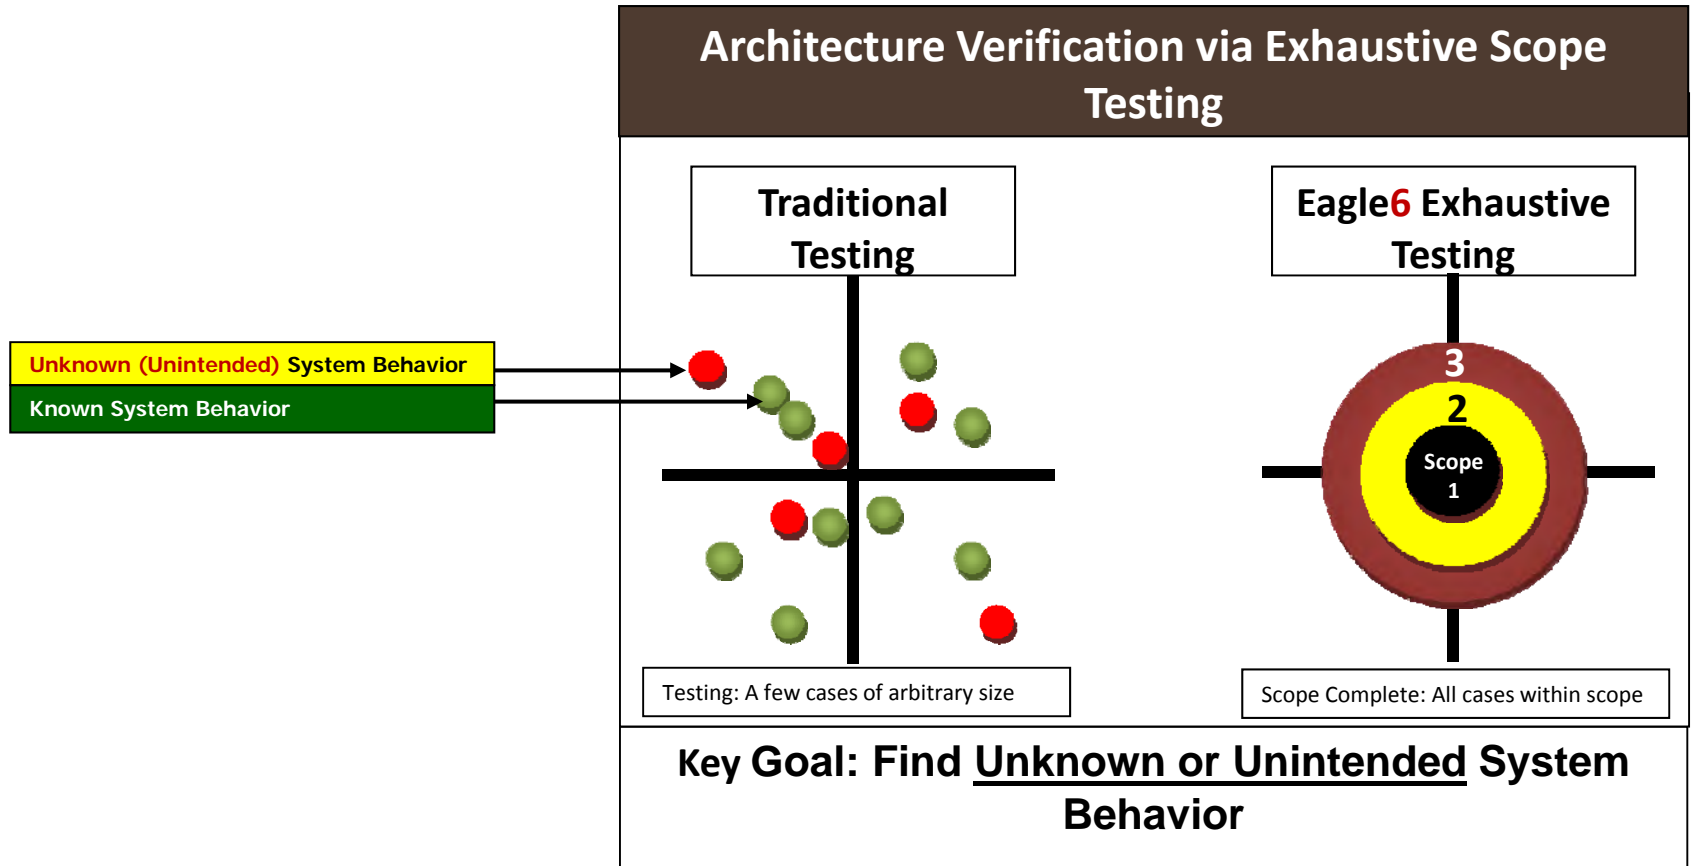 Architecture Verification via Exhaustive Scope
Testing
Traditional
Testing
Eagle6 Exhaustive
Testing
Unknown (Unintended) System Behavior
Known System Behavior
3
2
Scope
1
Testing: A few cases of arbitrary size
Scope Complete: All cases within scope
Key Goal: Find Unknown or Unintended System
Behavior